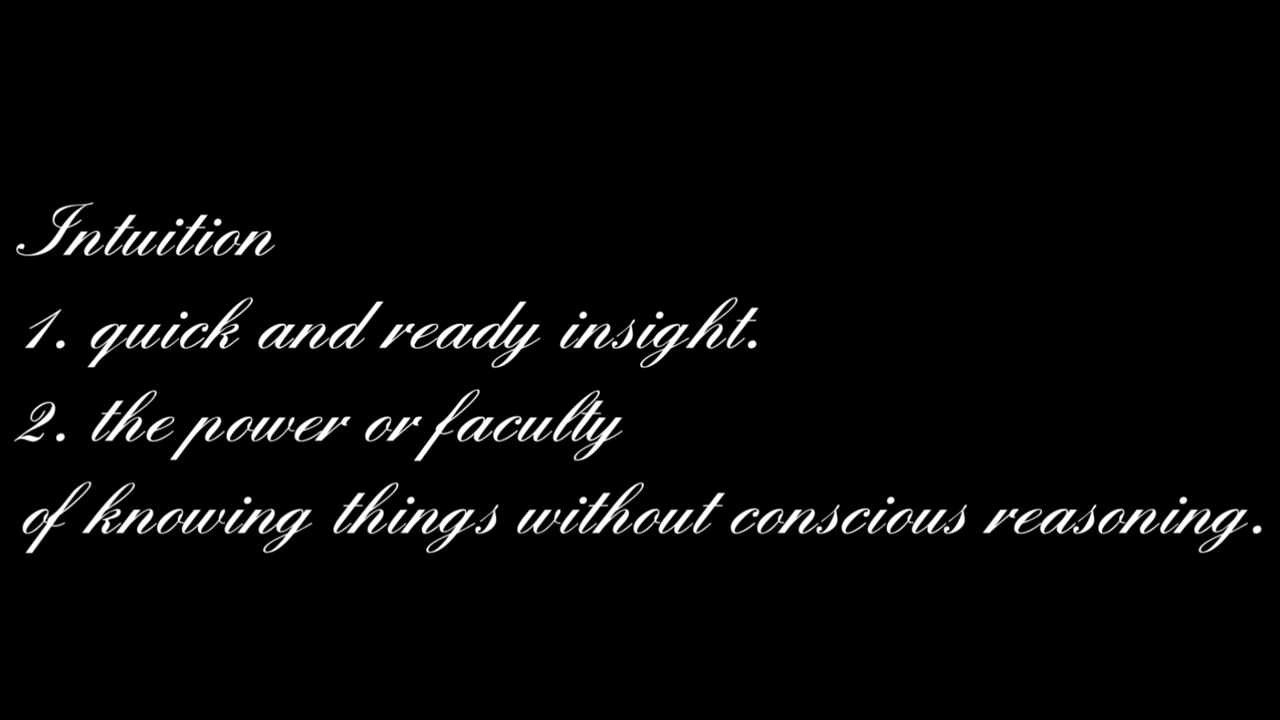 Intuition
1. quick and ready insight.
2. the power or faculty
of knowing things without conscious reasoning.